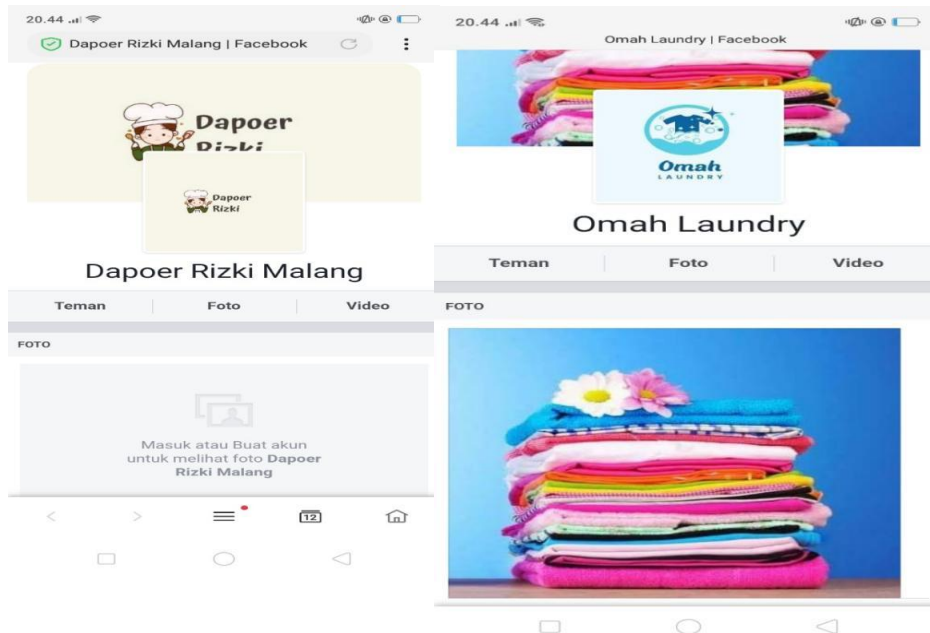 20.44
Dapoer Rizki Malang | Facebook
Dapoer
Rizki
Dapoer
Rizki
Dapoer Rizki Malang
Teman Foto Video
FOTO
Masuk atau Buat akun
untuk melihat foto Dapoer
Rizki Malang
12
20.44
Omah Laundry | Facebook
Omah
LAUNDRY
Omah Laundry
Teman Foto Video
FOTO